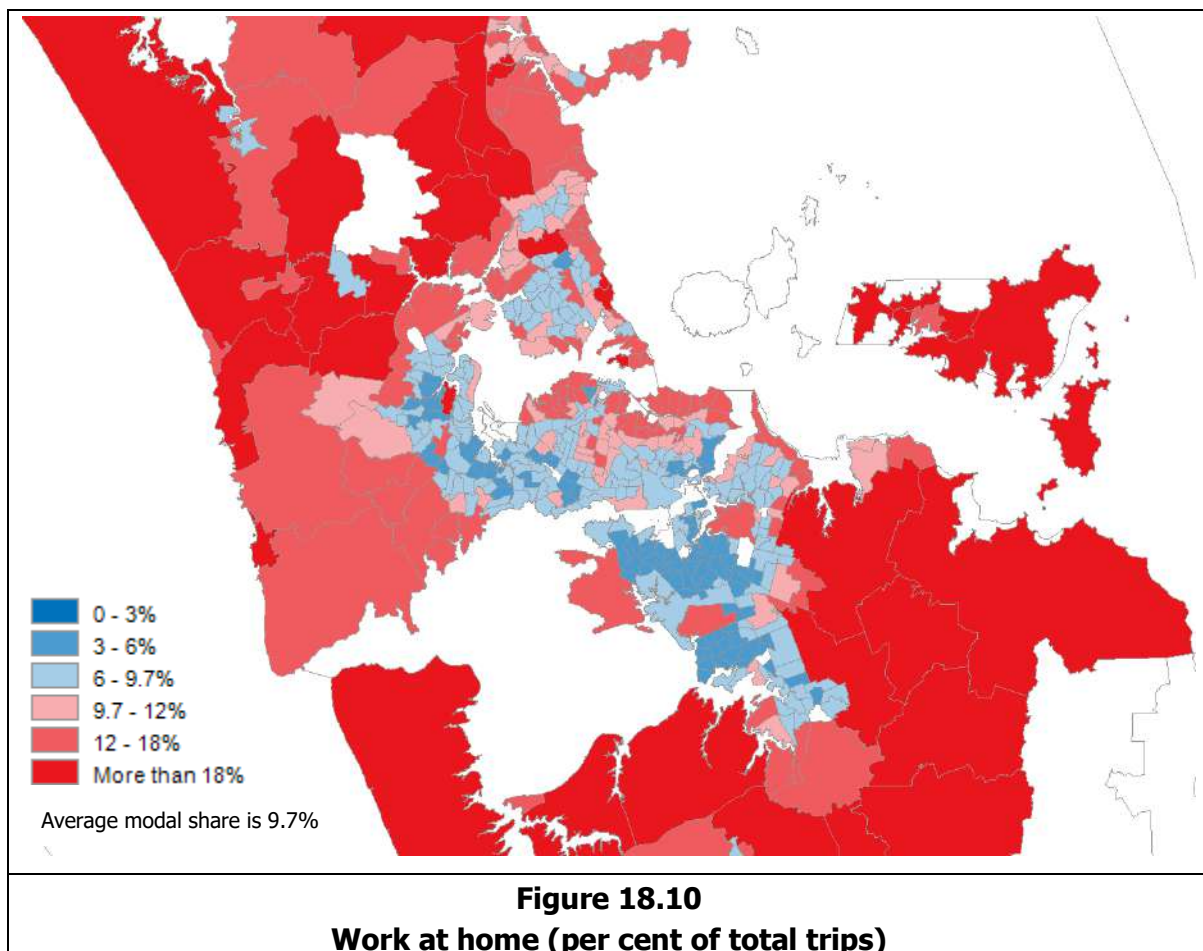 0 - 3%
3 - 6%
6 - 9.7%
9.7 - 12%
12 - 18%
More than 18%
Average modal share is 9.7%
Figure 18.10
Work at home (per cent of total trips)